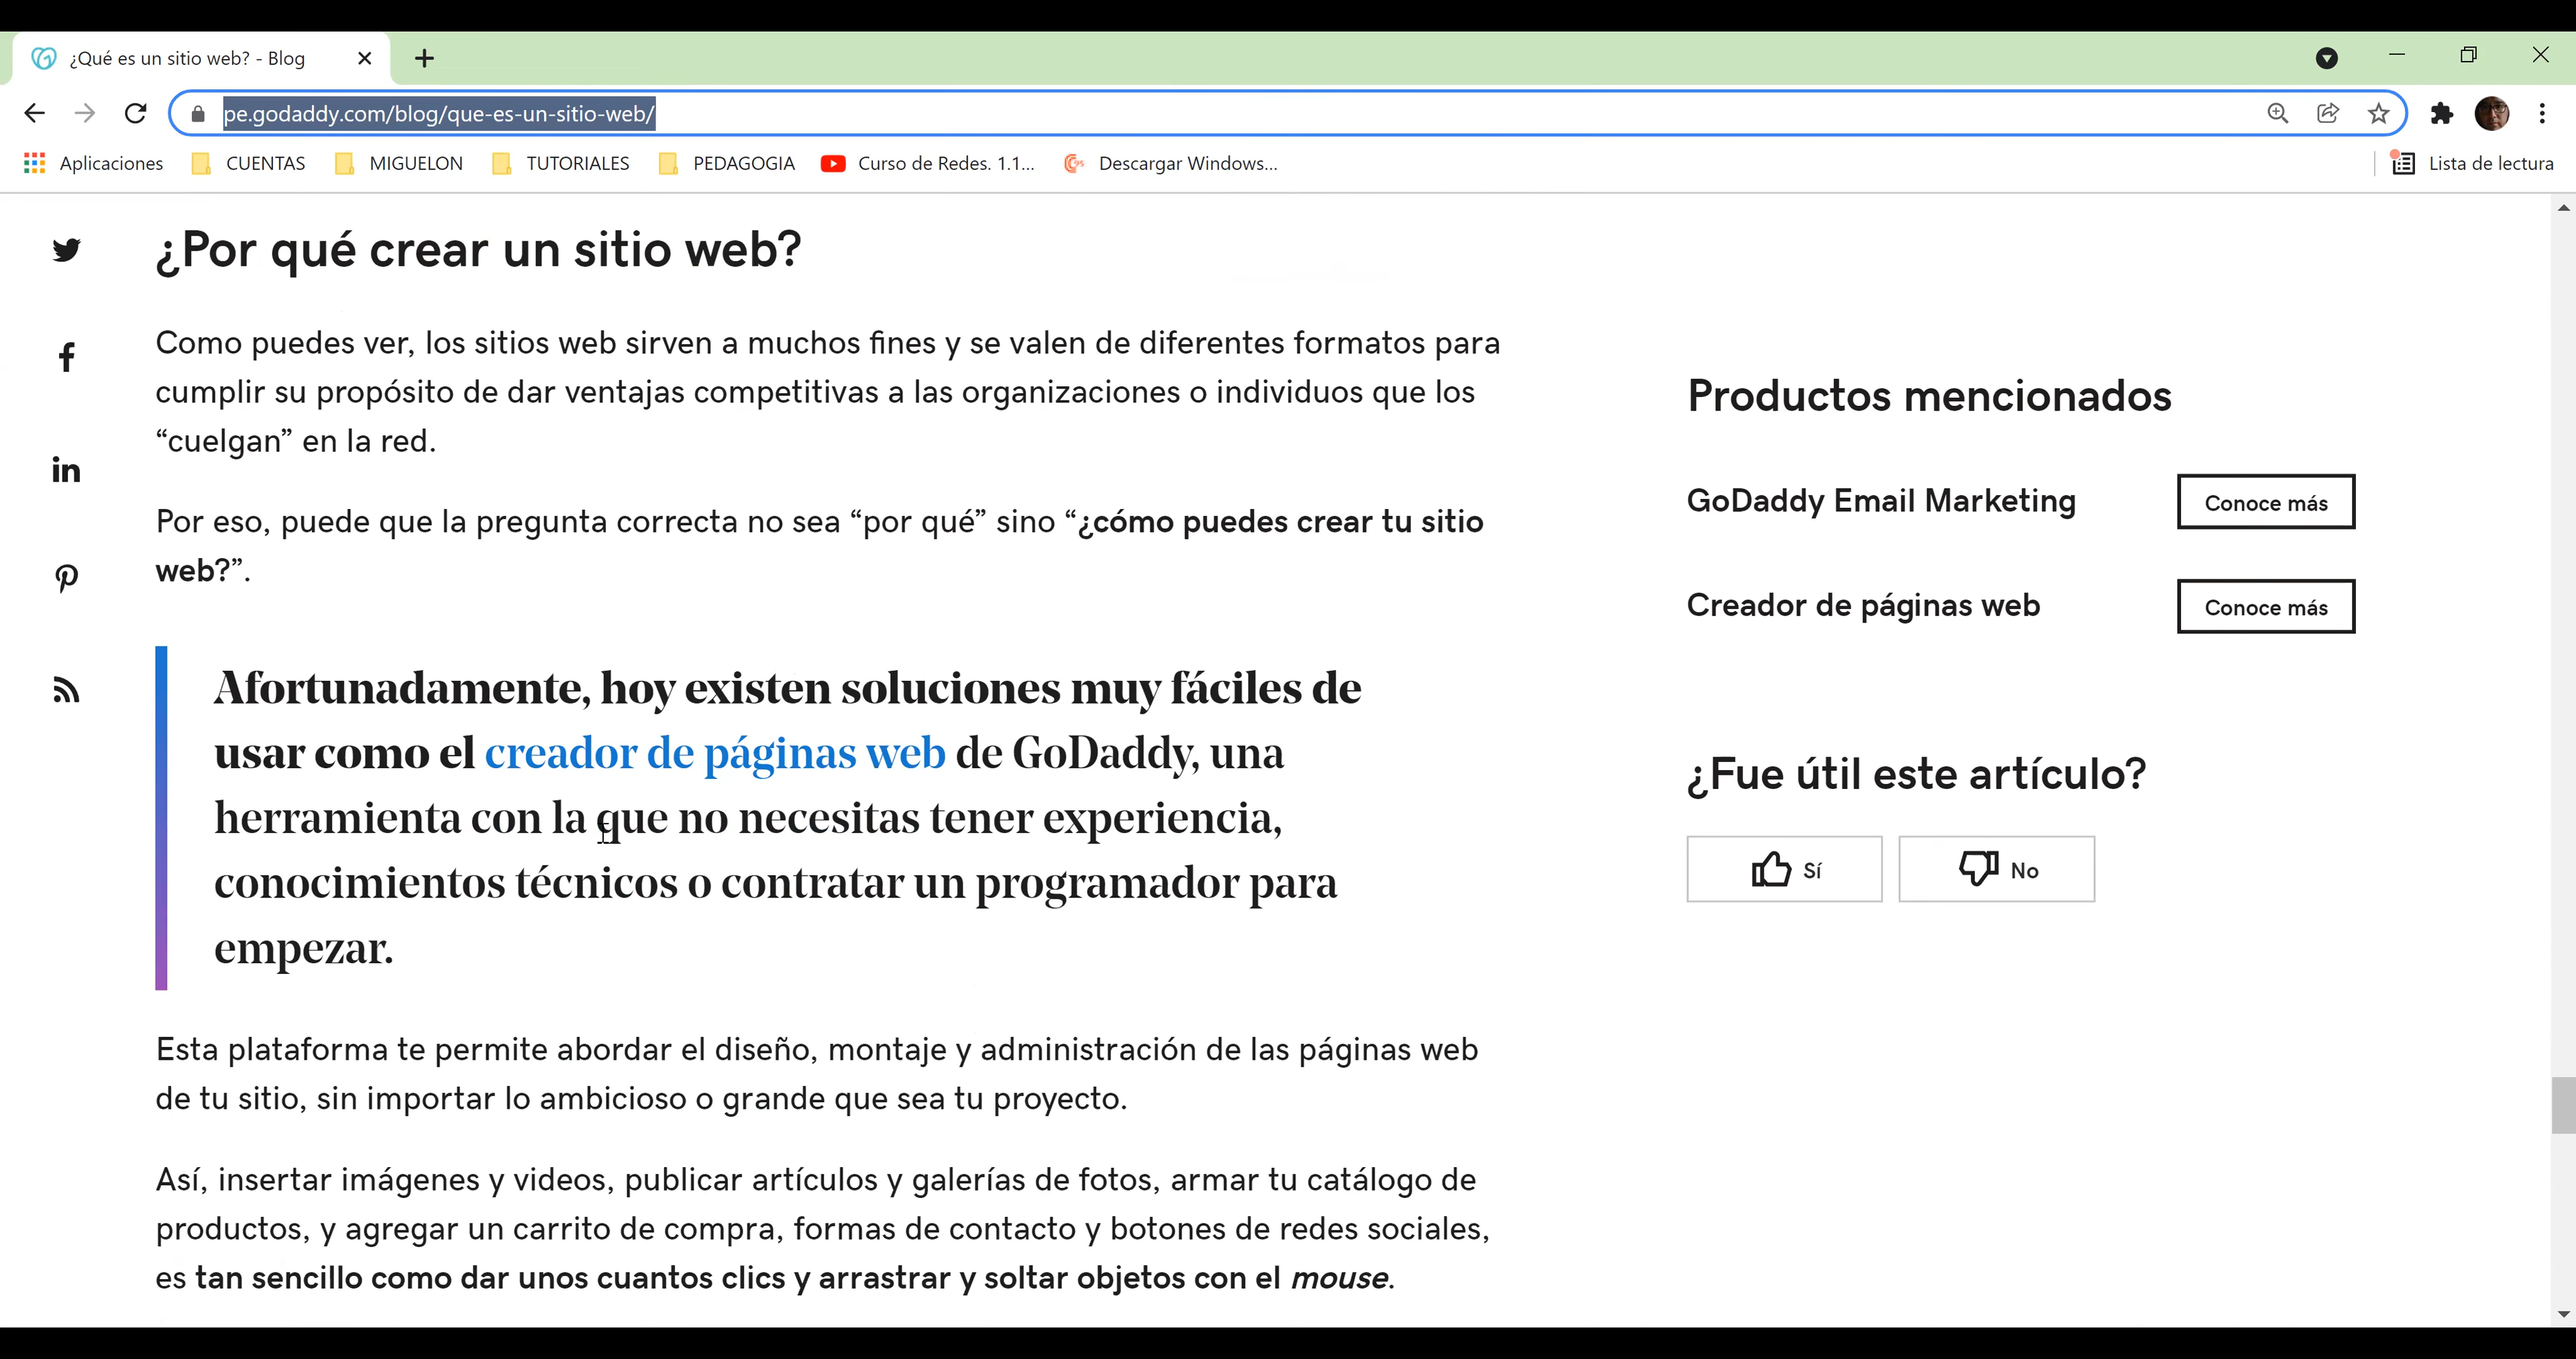 ¿Qué es un sitio web? - Blog
pe.godaddy.com/blog/que-es-un-sitio-web/
Aplicaciones
CUENTAS
MIGUELON
TUTORIALES
PEDAGOGIA
Curso de Redes. 1.1...
Descargar Windows...
Lista de lectura
¿Por qué crear un sitio web?
Como puedes ver, los sitios web sirven a muchos fines y se valen de diferentes formatos para
cumplir su propósito de dar ventajas competitivas a las organizaciones o individuos que los
“cuelgan” en la red.
Por eso, puede que la pregunta correcta no sea “por qué” sino “¿cómo puedes crear tu sitio
web?”.
Afortunadamente, hoy existen soluciones muy fáciles de
usar como el creador de páginas web de GoDaddy, una
herramienta con la que no necesitas tener experiencia,
conocimientos técnicos o contratar un programador para
empezar.
Esta plataforma te permite abordar el diseño, montaje y administración de las páginas web
de tu sitio, sin importar lo ambicioso o grande que sea tu proyecto.
Así, insertar imágenes y videos, publicar artículos y galerías de fotos, armar tu catálogo de
productos, y agregar un carrito de compra, formas de contacto y botones de redes sociales,
es tan sencillo como dar unos cuantos clics y arrastrar y soltar objetos con el mouse.
Productos mencionados
GoDaddy Email Marketing
Conoce más
Creador de páginas web
Conoce más
¿Fue útil este artículo?
Sí
No